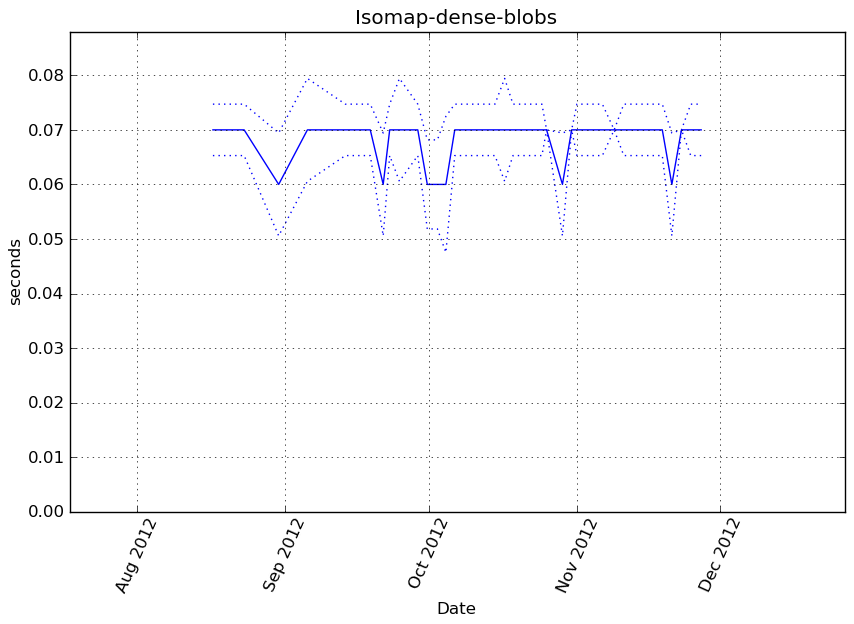 Isomap-dense-blobs
0.08
0.07
0.06
0.05
0.04
0.03
0.02
0.01
0.00
seconds
Aug 2012
Sep 2012
Oct 2012
Nov 2012
Dec 2012
Date